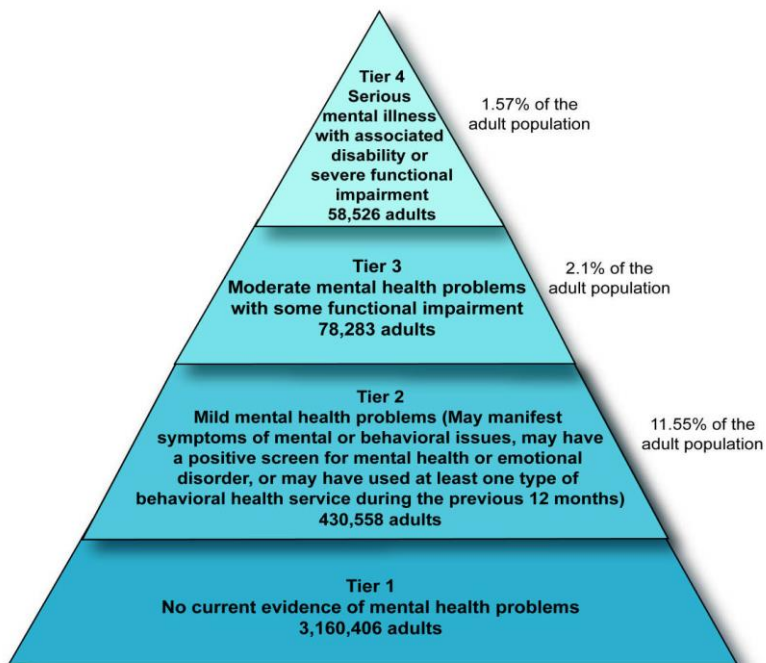 Tier 4
Serious
mental illness
with associated
disability or
severe functional
impairment
58,526 adults
1.57% of the
adult population
Tier 3
Moderate mental health problems
with some functional impairment
78,283 adults
2.1% of the
adult population
Tier 2
Mild mental health problems (May manifest
symptoms of mental or behavioral issues, may have
a positive screen for mental health or emotional
disorder, or may have used at least one type of
behavioral health service during the previous 12 months)
430,558 adults
11.55% of the
adult population
Tier 1
No current evidence of mental health problems
3,160,406 adults